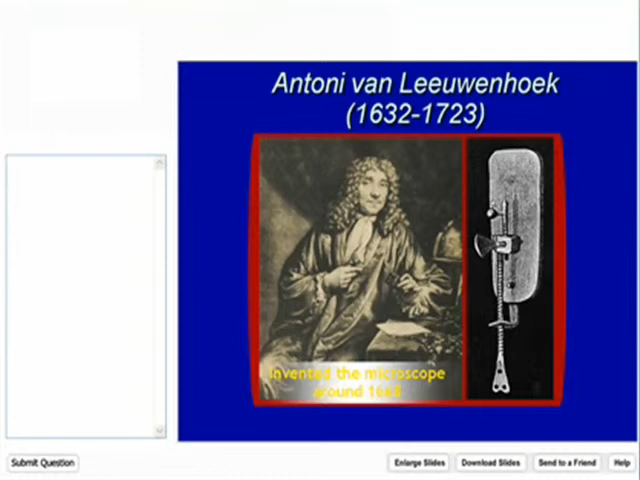 Antoni van Leeuwenhoek
(1632-1723)
Invented the microscope
around
Submit Question
Enlarge Slides
Download Slides
Send to a Friend
Help